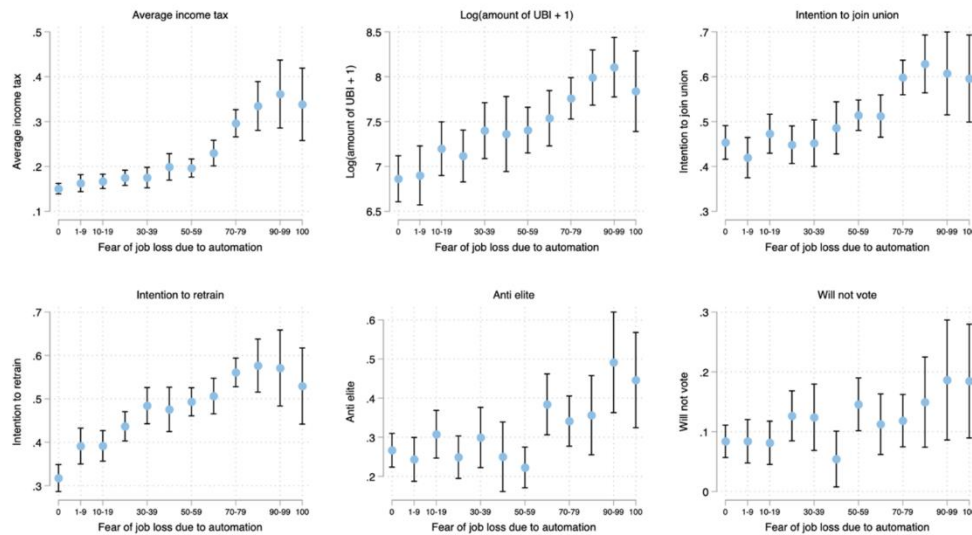 Average income tax
Average income tax
.5
.4
.3
.2
.1
0 1-9 10-19 30-39 50-59 70-79 90-99 100
Fear of job loss due to automation
Log(amount of UBI + 1)
Log(amount of UBI + 1)
8.5
8
7.5
7
6.5
0 1-9 10-19 30-39 50-59 70-79 90-99 100
Fear of job loss due to automation
Intention to join union
Intention to join union
.7
.6
.5
.4
.3
0 1-9 10-19 30-39 50-59 70-79 90-99 100
Fear of job loss due to automation
Intention to retrain
Intention to retrain
.7
.6
.5
.4
.3
0 1-9 10-19 30-39 50-59 70-79 90-99 100
Fear of job loss due to automation
Anti elite
Anti elite
.6
.5
.4
.3
.2
0 1-9 10-19 30-39 50-59 70-79 90-99 100
Fear of job loss due to automation
Will not vote
Will not vote
.3
.2
.1
0
0 1-9 10-19 30-39 50-59 70-79 90-99 100
Fear of job loss due to automation